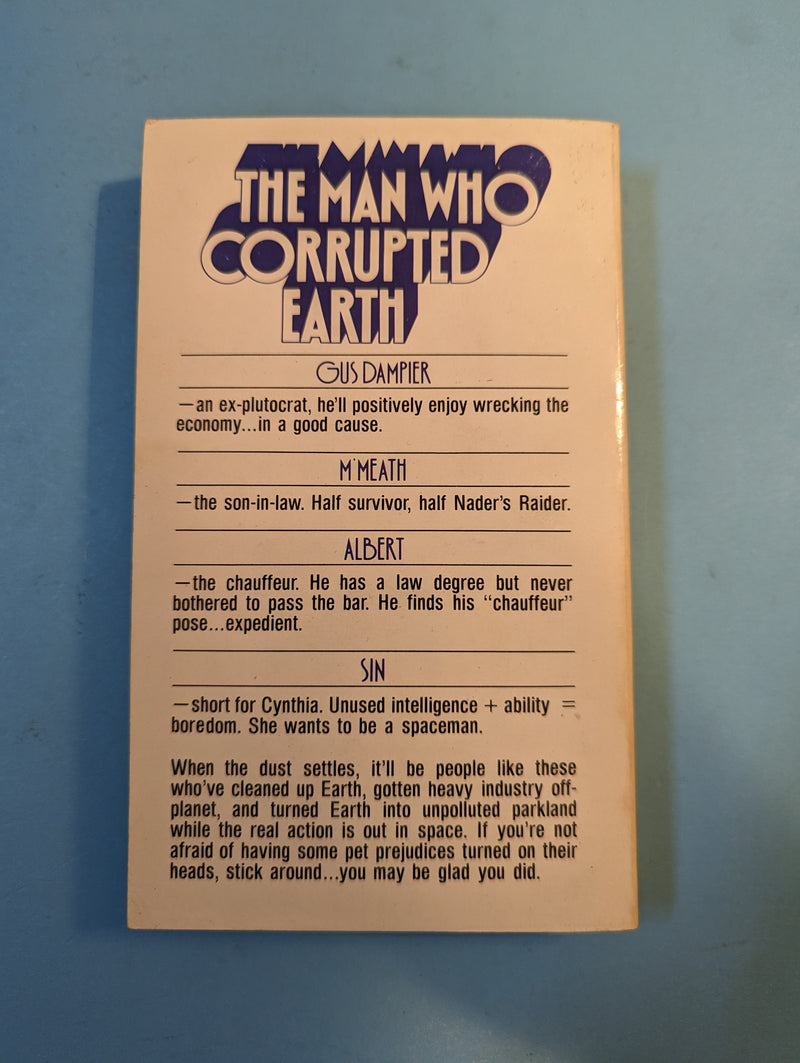 THE MAN WHO
CORRUPTED
EARTH
GUS DAMPIER
—an ex-plutocrat, he'll positively enjoy wrecking the
economy...in a good cause.
M'MEATH
—the son-in-law. Half survivor, half Nader's Raider.
ALBERT
—the chauffeur. He has a law degree but never
bothered to pass the bar. He finds his “chauffeur”
pose...expedient.
SIN
—short for Cynthia. Unused intelligence + ability =
boredom. She wants to be a spaceman.
When the dust settles, it'll be people like these
who've cleaned up Earth, gotten heavy industry off-
planet, and turned Earth into unpolluted parkland
while the real action is out in space. If you're not
afraid of having some pet prejudices turned on their
heads, stick around...you may be glad you did.